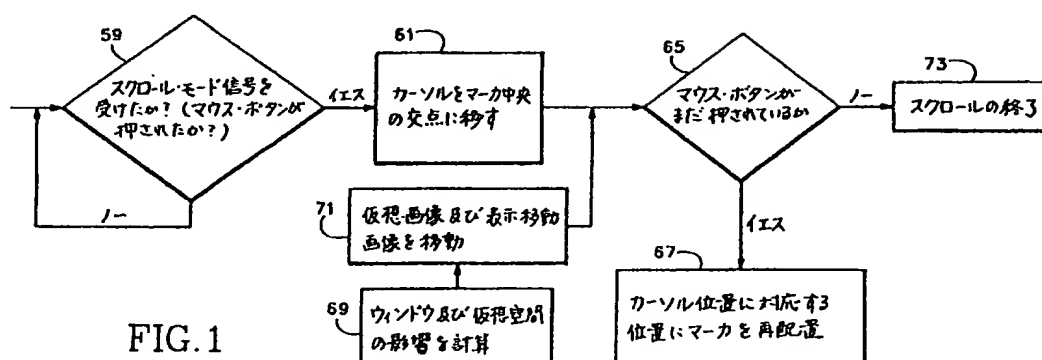 59
スクロール・モード信号を
受けたか?(マウス・ボタンが
押されたか?)
イエス
ノー
61
カーソルをマーカ中央
の交点に移す
65
マウス・ボタンが
まだ押されているか
ノー
73
スクロールの終了
イエス
71
仮想画像及び表示移動
画像を移動
69
ウィンドウ及び仮想空間
の影響を計算
67
カーソル位置に対応する
位置にマーカを再配置
FIG.1